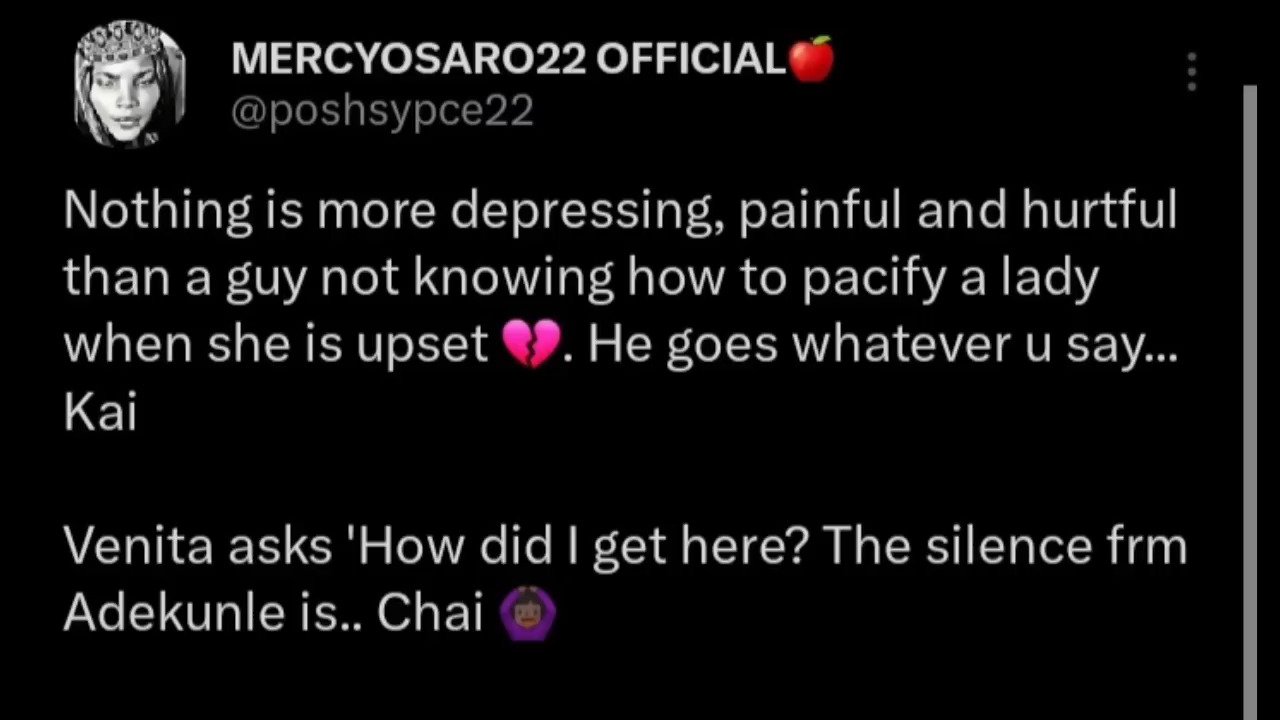 MERCYOSARO22 OFFICIAL🍎
@poshsypce22
Nothing is more depressing, painful and hurtful
than a guy not knowing how to pacify a lady
when she is upset 💔. He goes whatever u say...
Kai
Venita asks 'How did I get here? The silence frm
Adekunle is.. Chai 🙆🏾‍♀️